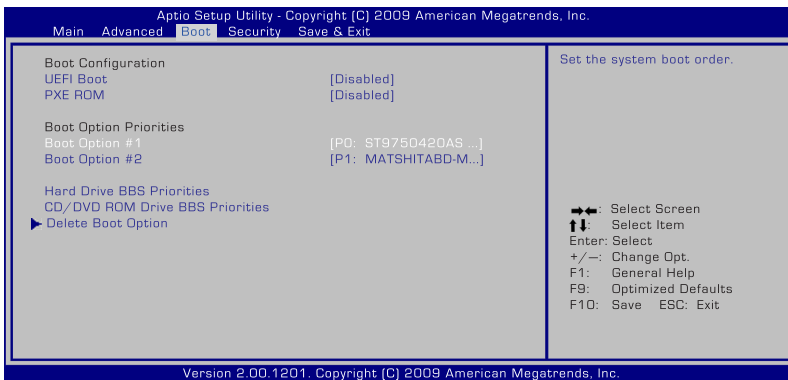 Aptio Setup Utility - Copyright (C) 2009 American Megatrends, Inc.
Main Advanced Boot Security Save & Exit
Boot Configuration
UEFI Boot [Disabled]
PXE ROM [Disabled]
Boot Option Priorities
Boot Option #1 [P0: ST9750420AS ...]
Boot Option #2 [P1: MATSHITABD-M...]
Hard Drive BBS Priorities
CD/DVD ROM Drive BBS Priorities
Delete Boot Option
Set the system boot order.
→←: Select Screen
↑↓: Select Item
Enter: Select
+/—: Change Opt.
F1: General Help
F9: Optimized Defaults
F10: Save ESC: Exit
Version 2.00.1201. Copyright (C) 2009 American Megatrends, Inc.